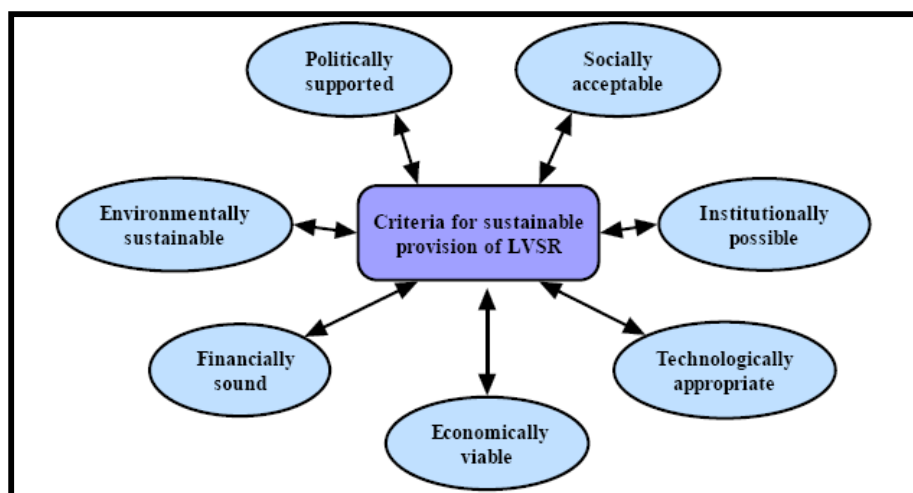 Politically
supported
Socially
acceptable
Environmentally
sustainable
Criteria for sustainable
provision of LVSR
Institutionally
possible
Financially
sound
Technologically
appropriate
Economically
viable